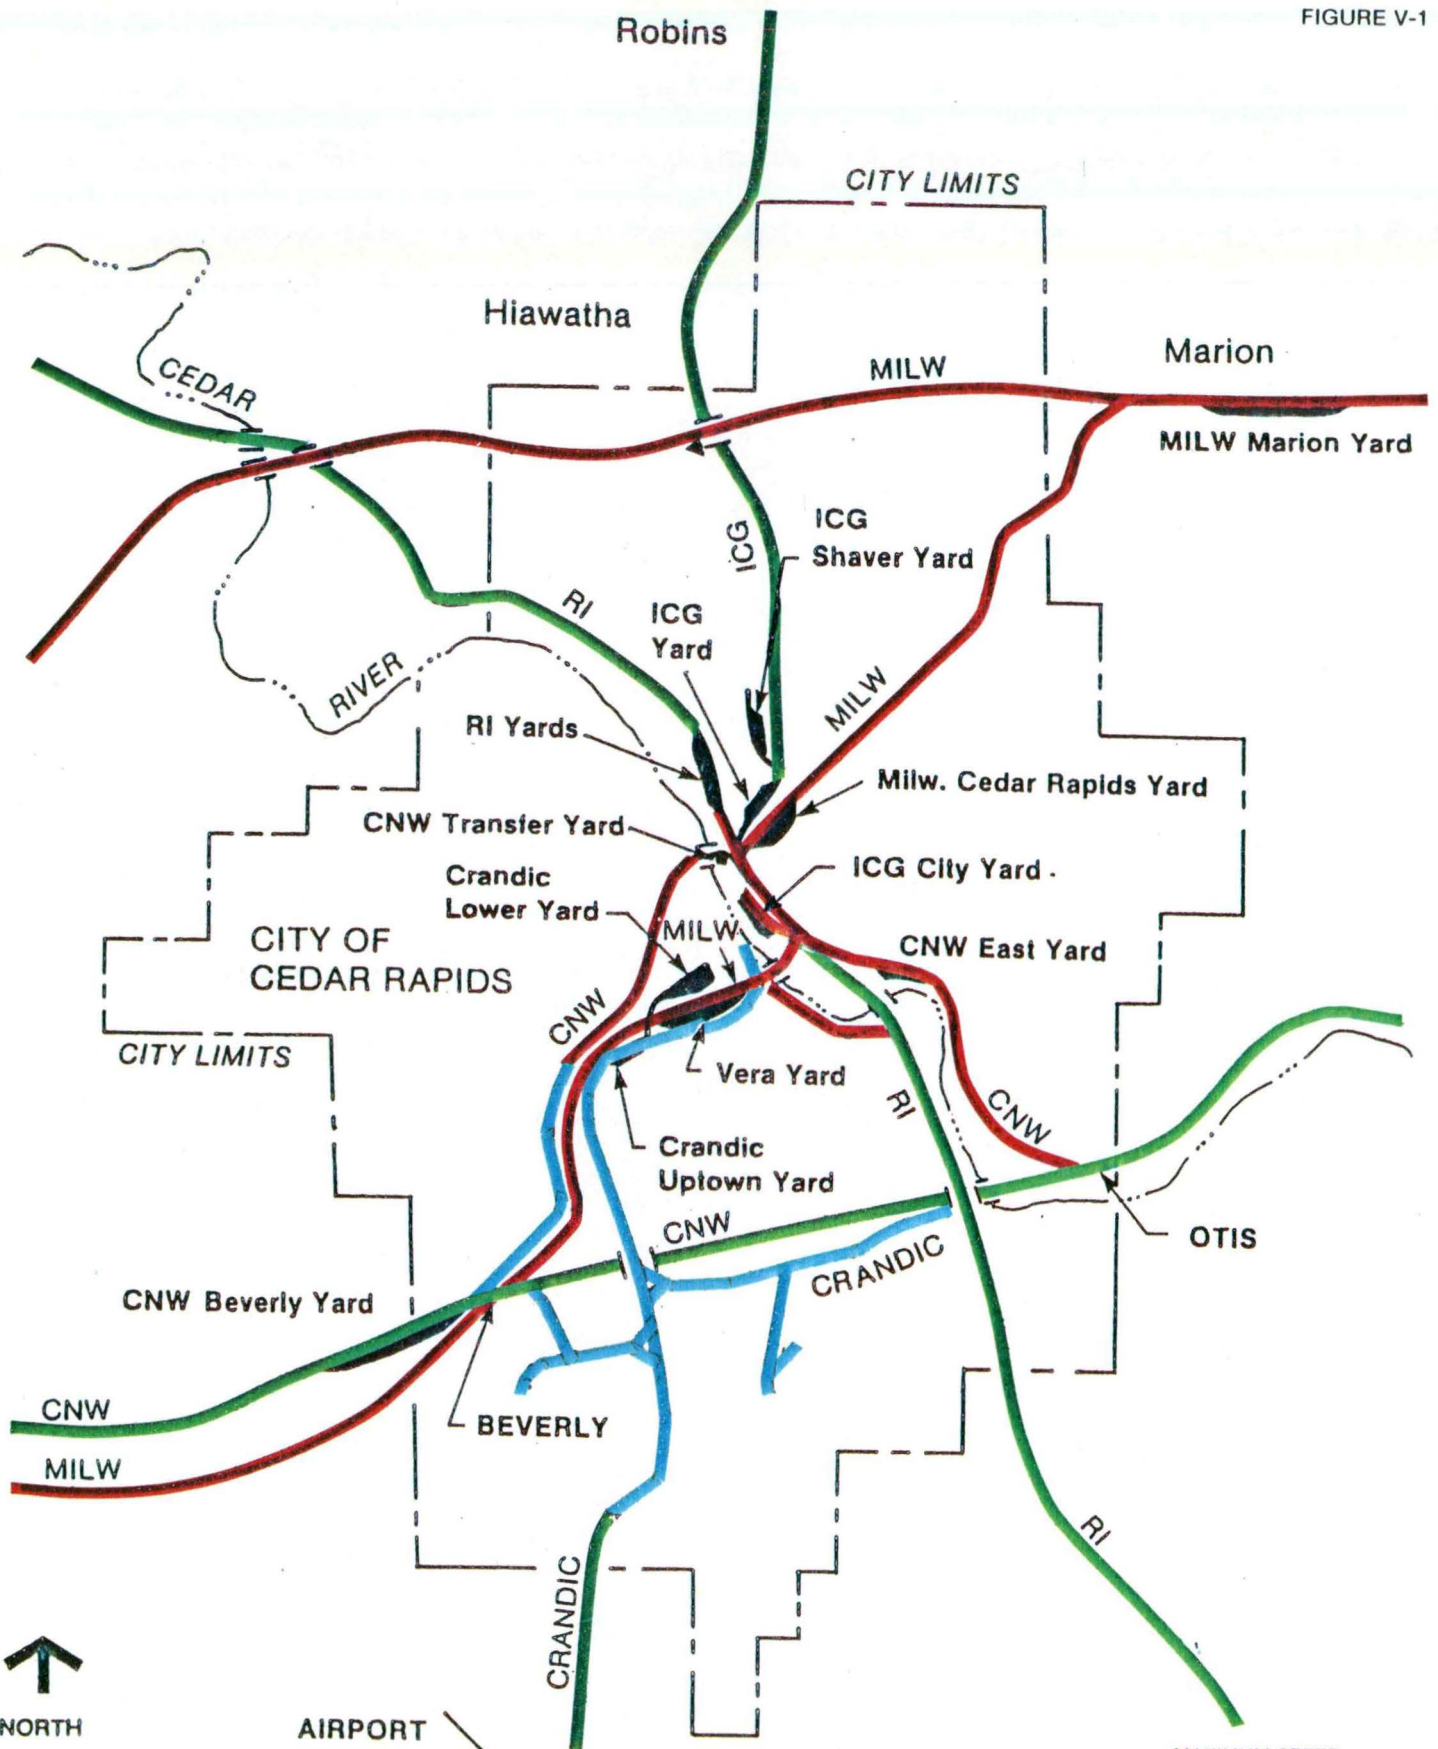 FIGURE V-1
Robins
CITY LIMITS
Hiawatha
Marion
MILW
CEDAR
MILW Marion Yard
ICG
ICG
Shaver Yard
RI
ICG
Yard
RIVER
MILW
RI Yards
Milw. Cedar Rapids Yard
CNW Transfer Yard
ICG City Yard
Crandic
Lower Yard
MILW
CITY OF
CEDAR RAPIDS
CNW East Yard
CNW
CITY LIMITS
Vera Yard
RI
CNW
Crandic
Uptown Yard
CNW
OTIS
CRANDIC
CNW Beverly Yard
CNW
BEVERLY
MILW
RI
CRANDIC
NORTH
AIRPORT